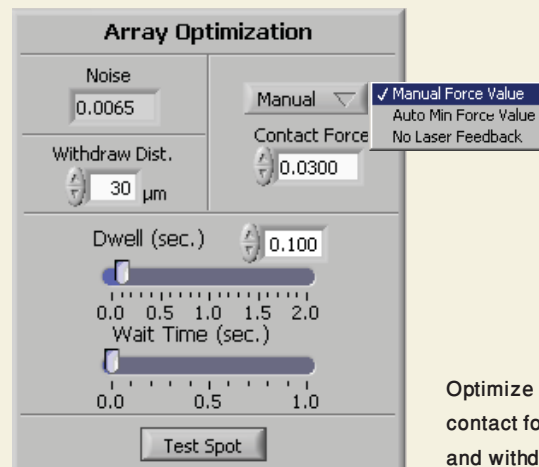 Array Optimization
Noise
0.0065
Manual
✓ Manual Force Value
Auto Min Force Value
No Laser Feedback
Contact Force
0.0300
Withdraw Dist.
30 µm
Dwell (sec.) 0.100
0.0 0.5 1.0 1.5 2.0
Wait Time (sec.)
0.0 0.5 1.0
Test Spot
Optimize
contact fo
and withd